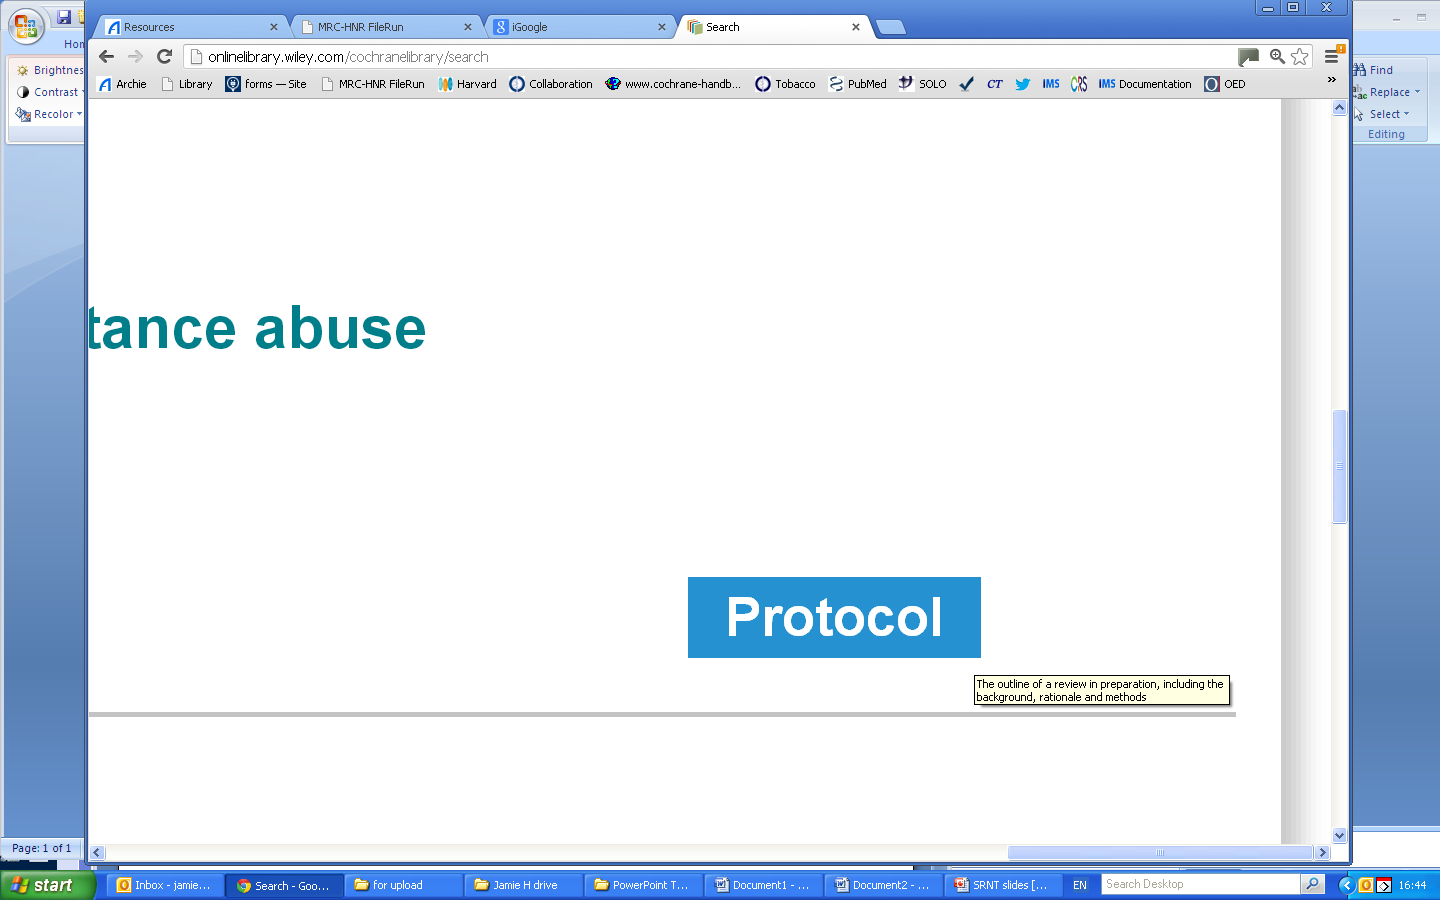 Resources
MRC-HNR FileRun
iGoogle
Search
onlinelibrary.wiley.com/cochranelibrary/search
Archie
Library
forms — Site
MRC-HNR FileRun
Harvard
Collaboration
www.cochrane-handb...
Tobacco
PubMed
SOLO
CT
IMS
CRS
IMS Documentation
OED
»
Hom
Brightnes
Contrast
Recolor
Find
Replace
Select
Editing
tance abuse
Protocol
The outline of a review in preparation, including the
background, rationale and methods
Page: 1 of 1
start
Inbox - jamie...
Search - Goo...
for upload
Jamie H drive
PowerPoint T...
Document1 - ...
Document2 - ...
SRNT slides [...
EN
Search Desktop
16:44